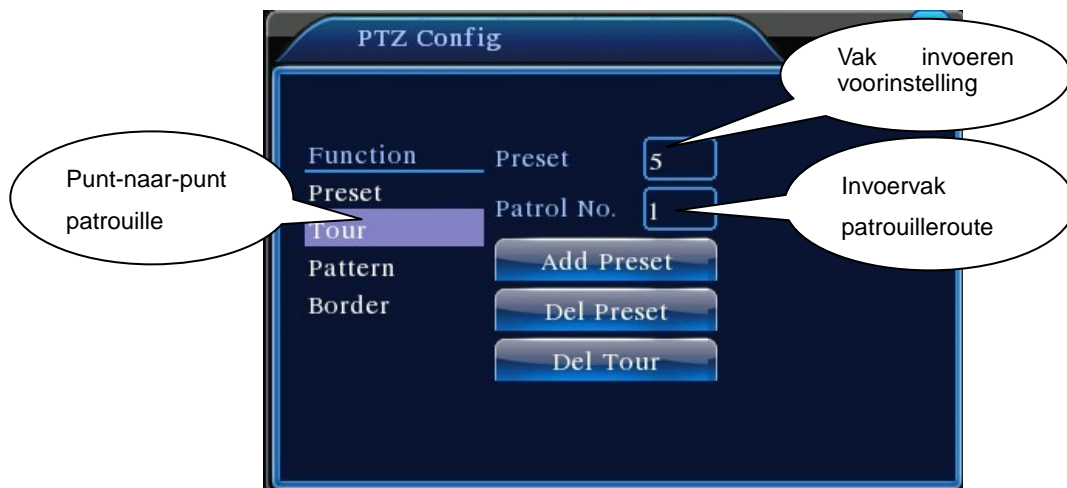 PTZ Config
Vak invoeren
voorinstelling
Function
Preset
5
Punt-naar-punt
patrouille
Preset
Patrol No.
1
Invoervak
patrouilleroute
Tour
Add Preset
Pattern
Border
Del Preset
Del Tour